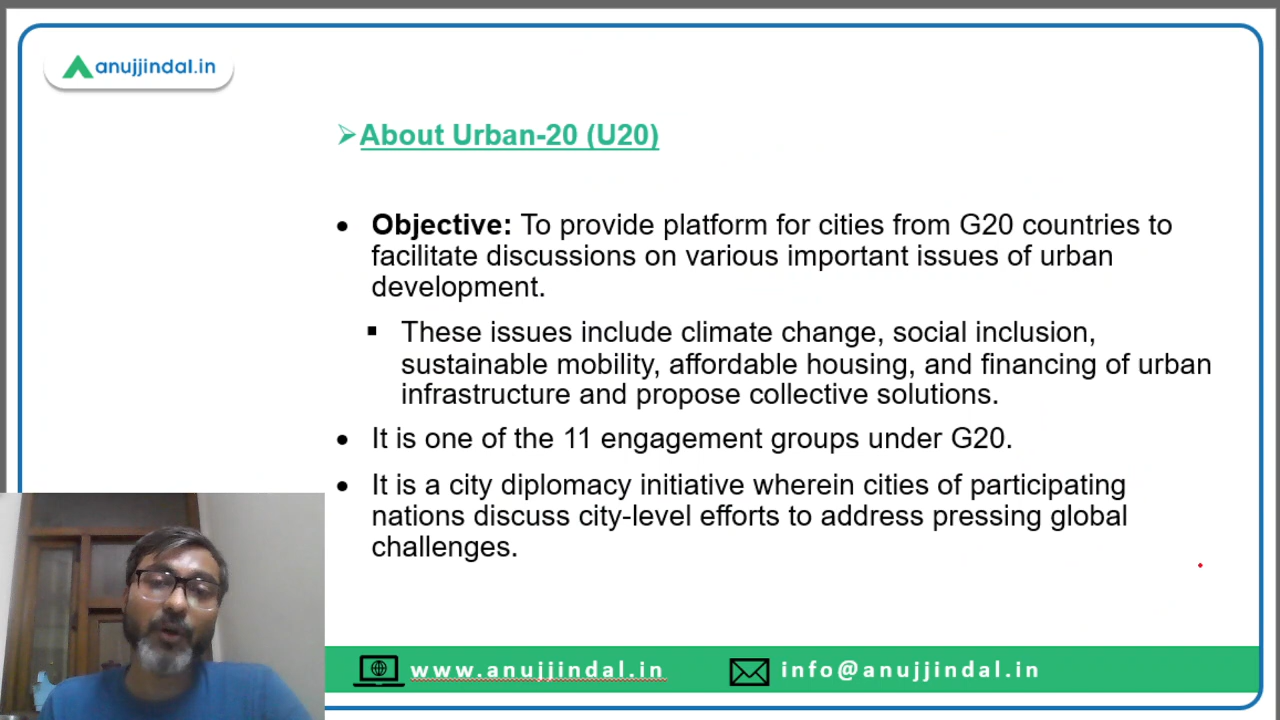 anujjindal.in
➢About Urban-20 (U20)
• Objective: To provide platform for cities from G20 countries to
facilitate discussions on various important issues of urban
development.
▪ These issues include climate change, social inclusion,
sustainable mobility, affordable housing, and financing of urban
infrastructure and propose collective solutions.
• It is one of the 11 engagement groups under G20.
• It is a city diplomacy initiative wherein cities of participating
nations discuss city-level efforts to address pressing global
challenges.
www.anujjindal.in
info@anujjindal.in